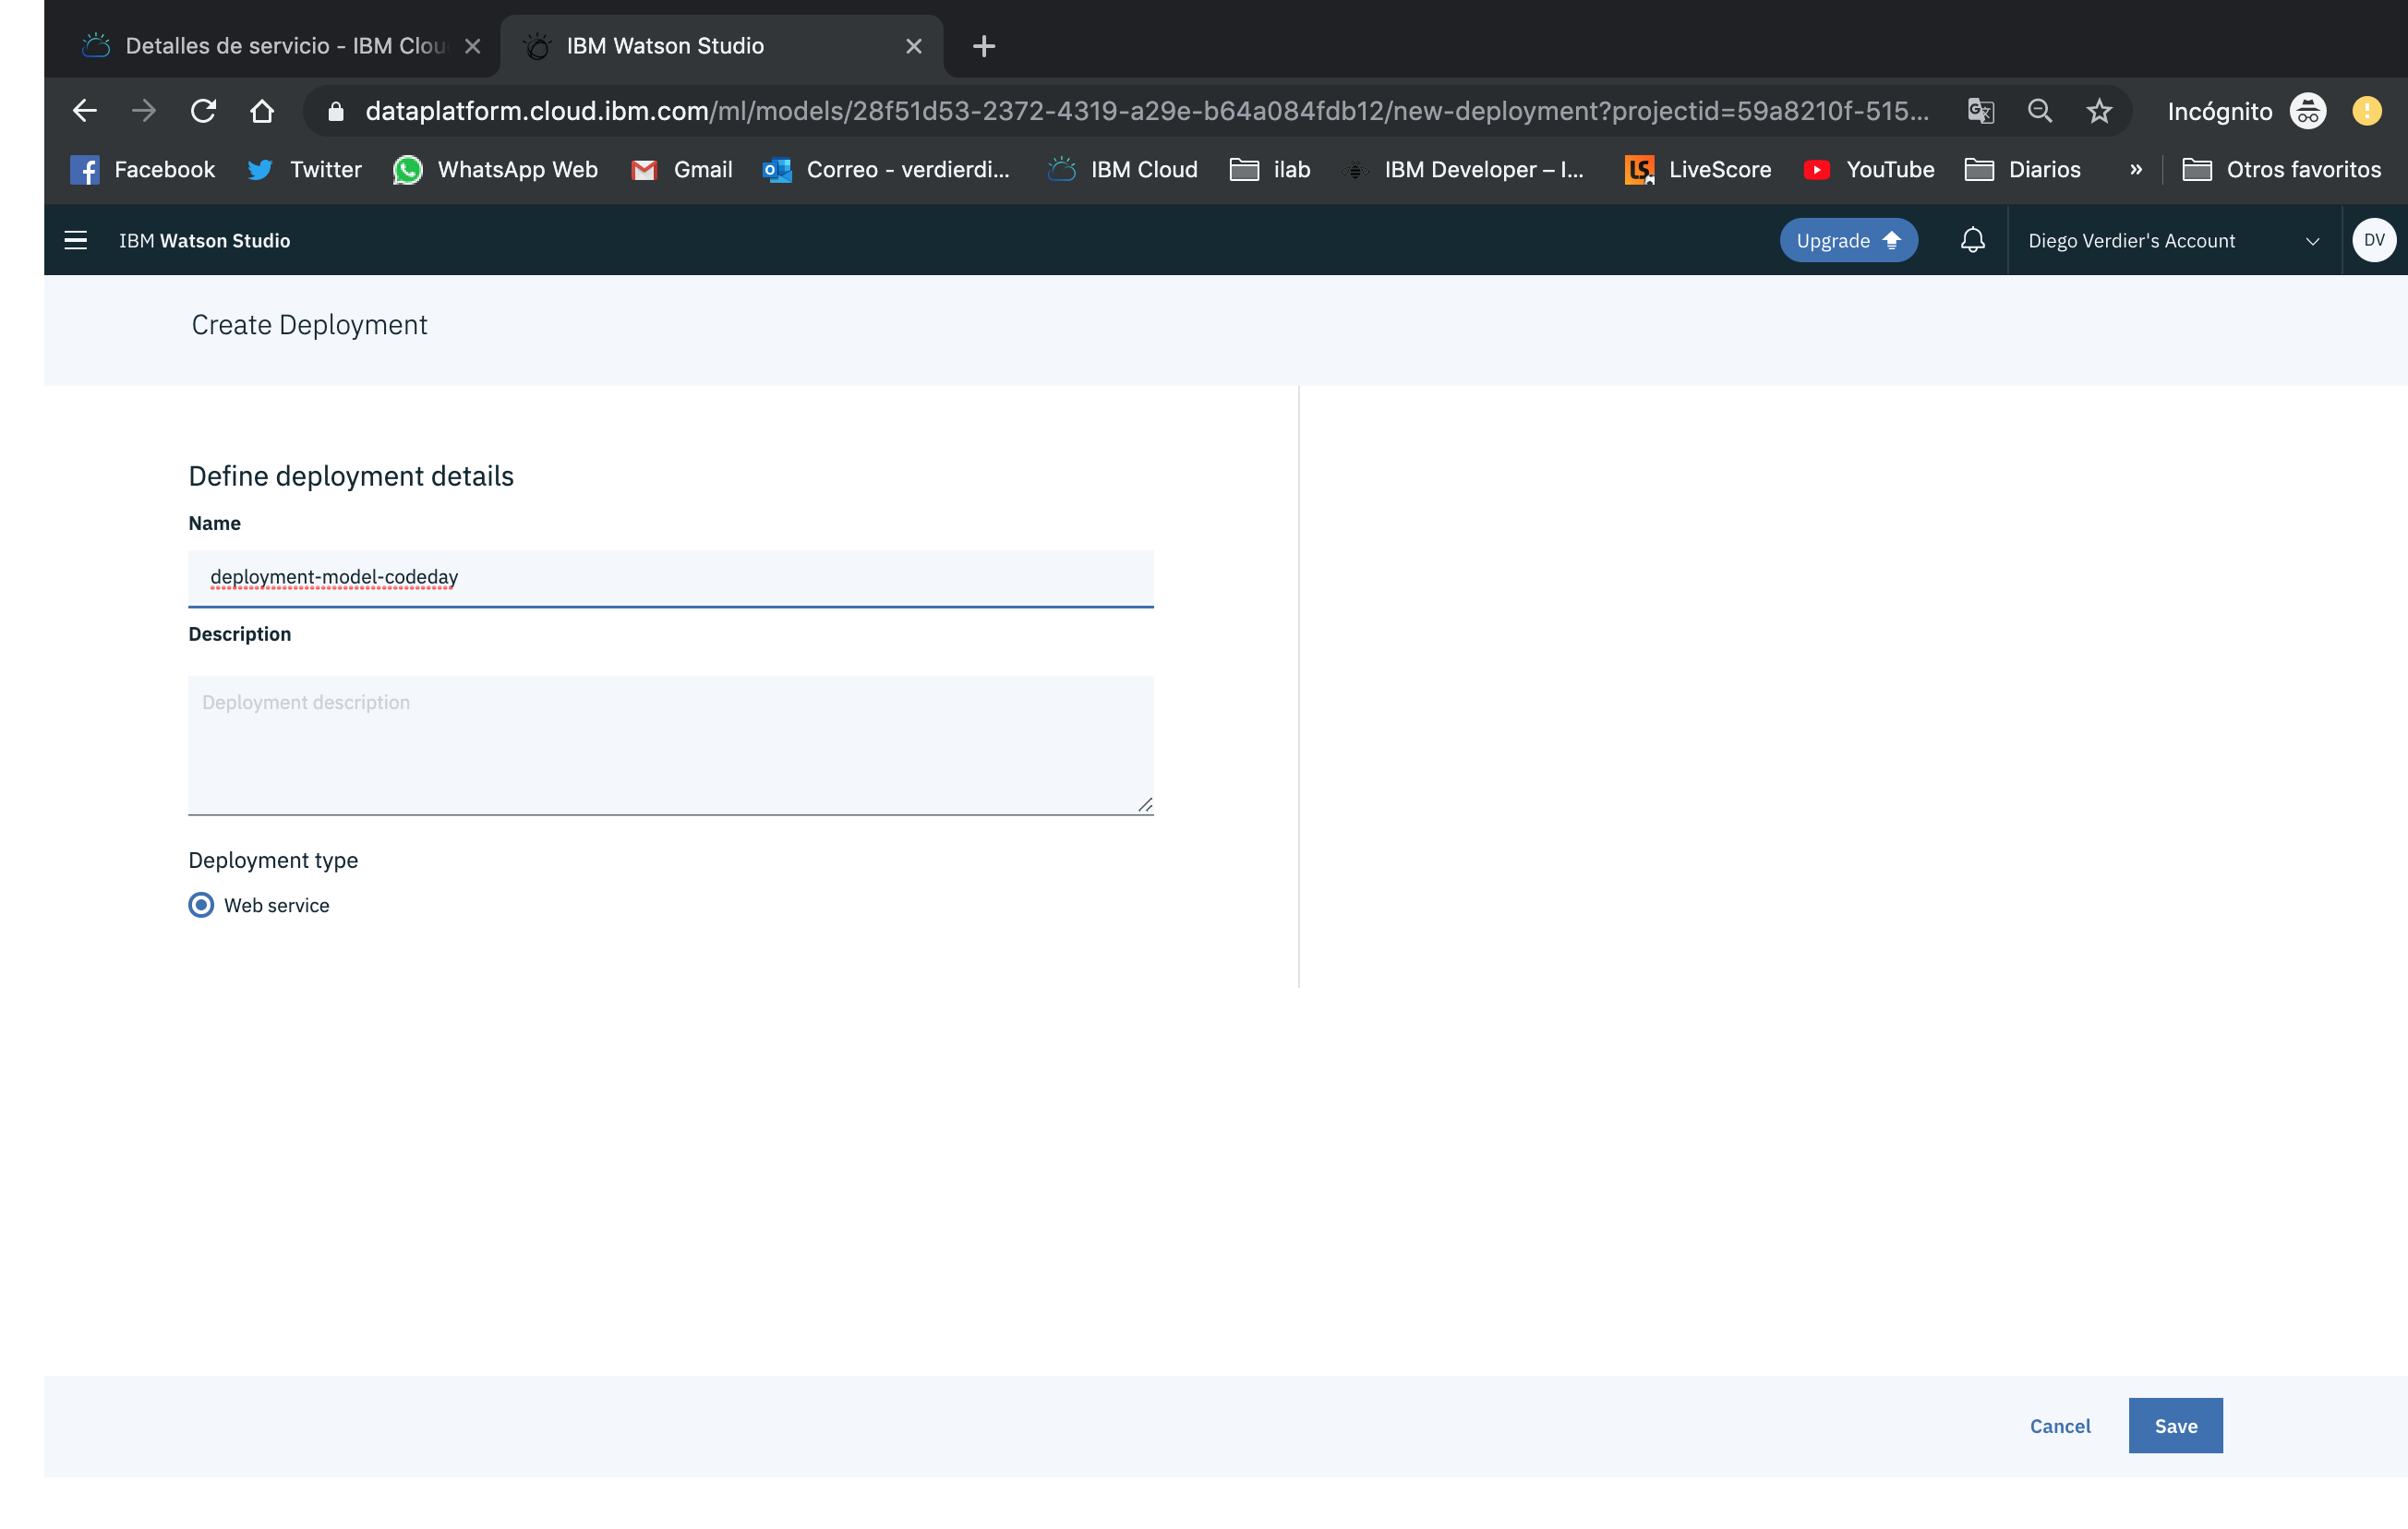 Detalles de servicio - IBM Clou
IBM Watson Studio
dataplatform.cloud.ibm.com/ml/models/28f51d53-2372-4319-a29e-b64a084fdb12/new-deployment?projectid=59a8210f-515...
Incógnito
Facebook
Twitter
WhatsApp Web
Gmail
Correo - verdierdi...
IBM Cloud
ilab
IBM Developer – I...
LiveScore
YouTube
Diarios
»
Otros favoritos
IBM Watson Studio
Upgrade
Diego Verdier's Account
DV
Create Deployment
Define deployment details
Name
deployment-model-codeday
Description
Deployment description
Deployment type
Web service
Cancel
Save